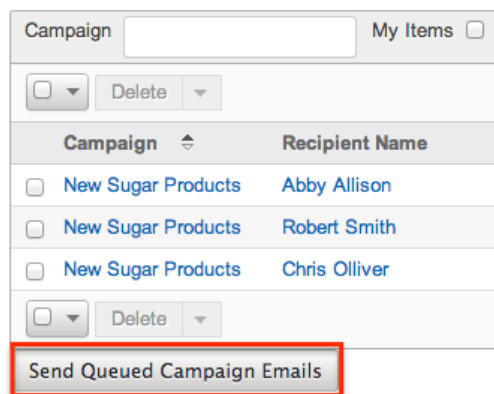 Campaign My Items
Delete
Campaign Recipient Name
New Sugar Products Abby Allison
New Sugar Products Robert Smith
New Sugar Products Chris Olliver
Delete
Send Queued Campaign Emails